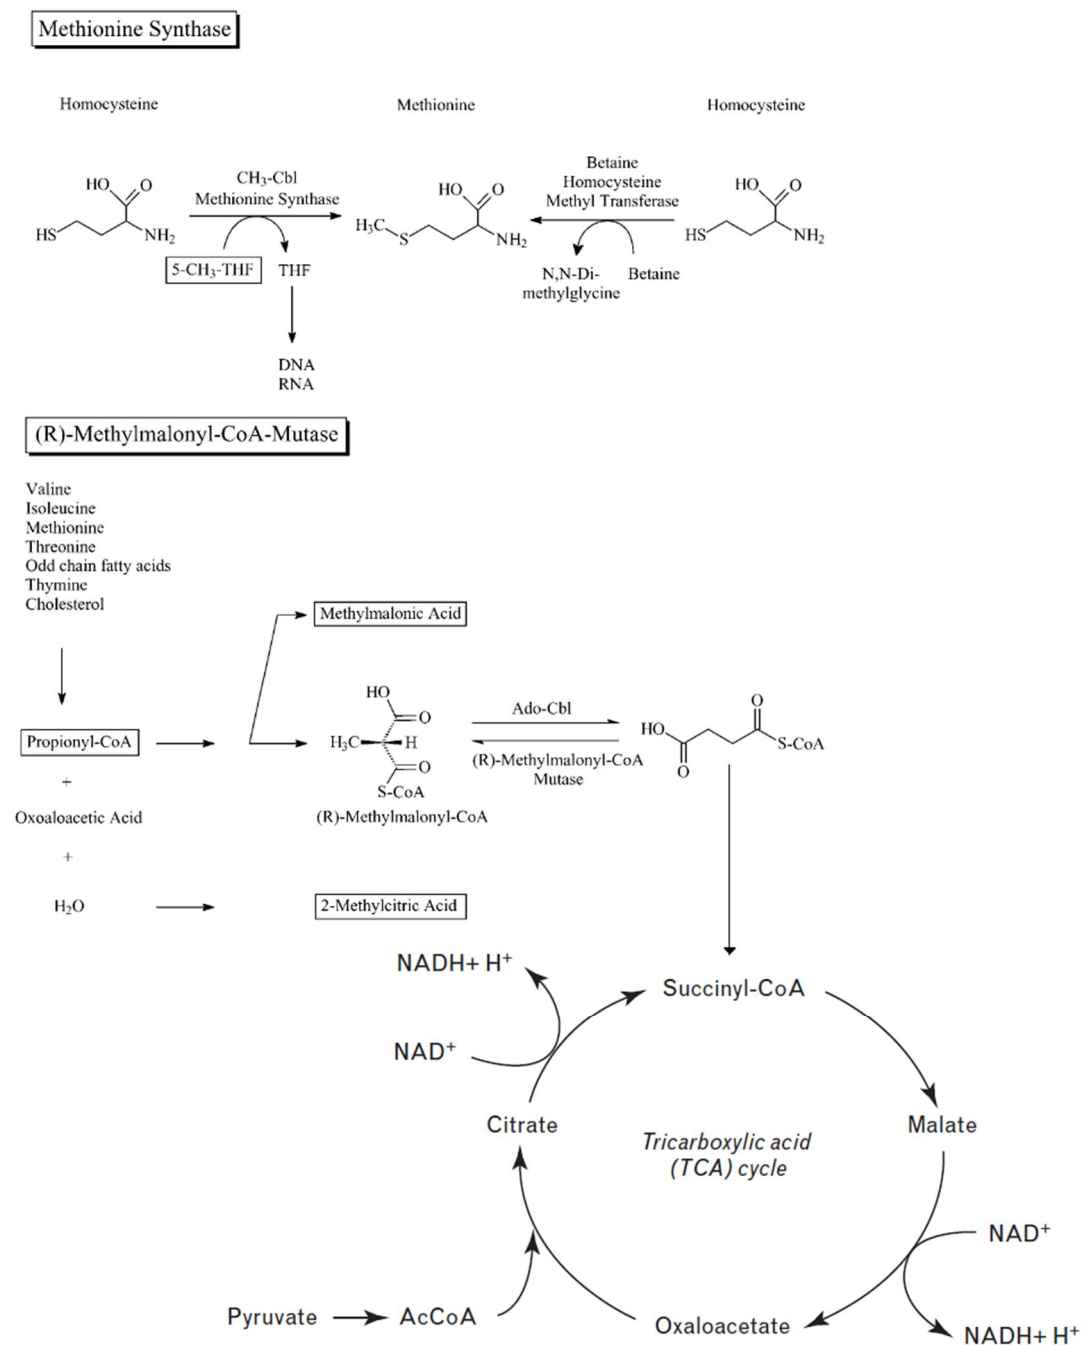 Methionine Synthase
Homocysteine
Methionine
Homocysteine
HO
O
HS
NH₂
CH₃-Cbl
Methionine Synthase
5-CH₃-THF
THF
DNA
RNA
HO
O
H₃C
S
NH₂
Betaine
Homocysteine
Methyl Transferase
N,N-Di-
methylglycine
Betaine
HO
O
HS
NH₂
(R)-Methylmalonyl-CoA-Mutase
Valine
Isoleucine
Methionine
Threonine
Odd chain fatty acids
Thymine
Cholesterol
Propionyl-CoA
+
Oxoaloacetic Acid
+
H₂O
Methylmalonic Acid
HO
O
H₃C
H
O
S-CoA
(R)-Methylmalonyl-CoA
Ado-Cbl
(R)-Methylmalonyl-CoA
Mutase
O
HO
S-CoA
O
2-Methylcitric Acid
NADH+ H⁺
NAD⁺
Succinyl-CoA
Citrate
Tricarboxylic acid
(TCA) cycle
Malate
NAD⁺
NADH+ H⁺
Pyruvate
AcCoA
Oxaloacetate